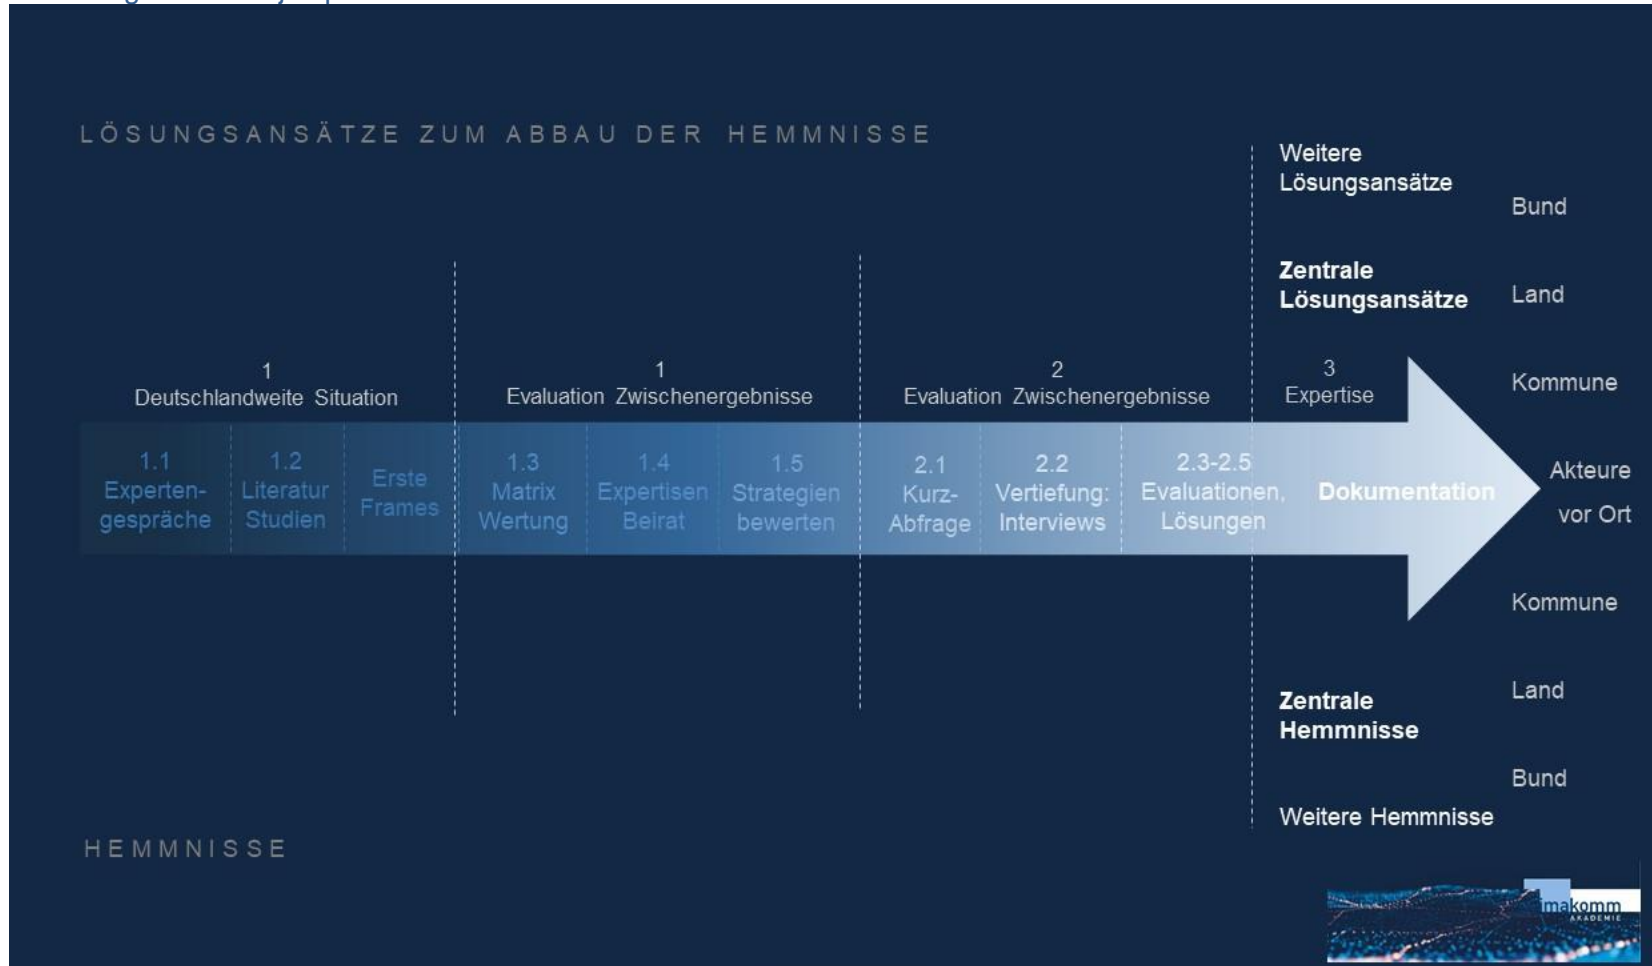 LÖSUNGSANSÄTZE ZUM ABBAU DER HEMMNISSE
Weitere
Lösungsansätze
Bund
Zentrale
Lösungsansätze
Land
1
Deutschlandweite Situation
1
Evaluation Zwischenergebnisse
2
Evaluation Zwischenergebnisse
3
Expertise
Kommune
1.1
Experten-
gespräche
1.2
Literatur
Studien
Erste
Frames
1.3
Matrix
Wertung
1.4
Expertisen
Beirat
1.5
Strategien
bewerten
2.1
Kurz-
Abfrage
2.2
Vertiefung:
Interviews
2.3-2.5
Evaluationen,
Lösungen
Dokumentation
Akteure
vor Ort
Kommune
Zentrale
Hemmnisse
Land
Bund
Weitere Hemmnisse
HEMMNISSE
imakomm
AKADEMIE